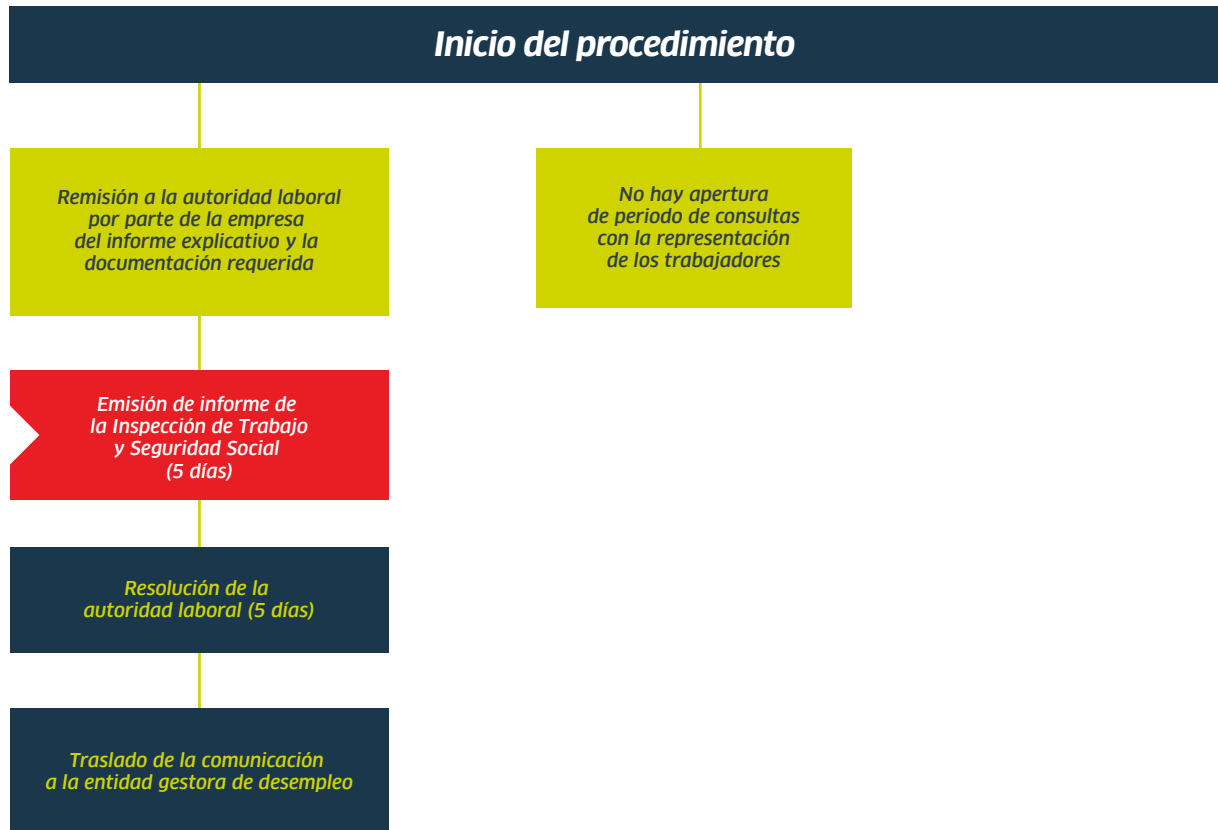 Inicio del procedimiento
Remisión a la autoridad laboral
por parte de la empresa
del informe explicativo y la
documentación requerida
No hay apertura
de periodo de consultas
con la representación
de los trabajadores
Emisión de informe de
la Inspección de Trabajo
y Seguridad Social
(5 días)
Resolución de la
autoridad laboral (5 días)
Traslado de la comunicación
a la entidad gestora de desempleo